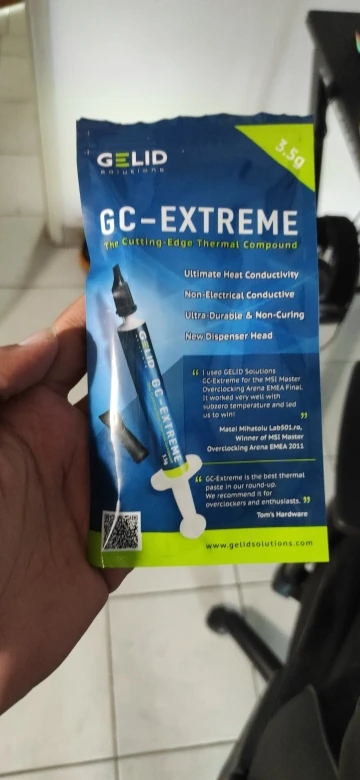 GELID
solutions
3.5g
GC-EXTREME
The Cutting-Edge Thermal Compound
Ultimate Heat Conductivity
Non-Electrical Conductive
Ultra-Durable & Non-Curing
New Dispenser Head
GELID GC-EXTREME
“ I used GELID Solutions
GC-Extreme for the MSI Master
Overclocking Arena EMEA Final.
It worked very well with
subzero temperature and led
us to win! ”
Matei Mihatoiu Lab501.ro,
Winner of MSI Master
Overclocking Arena EMEA 2011
“ GC-Extreme is the best thermal
paste in our round-up.
We recommend it for
overclockers and enthusiasts. ”
Tom's Hardware
www.gelidsolutions.com